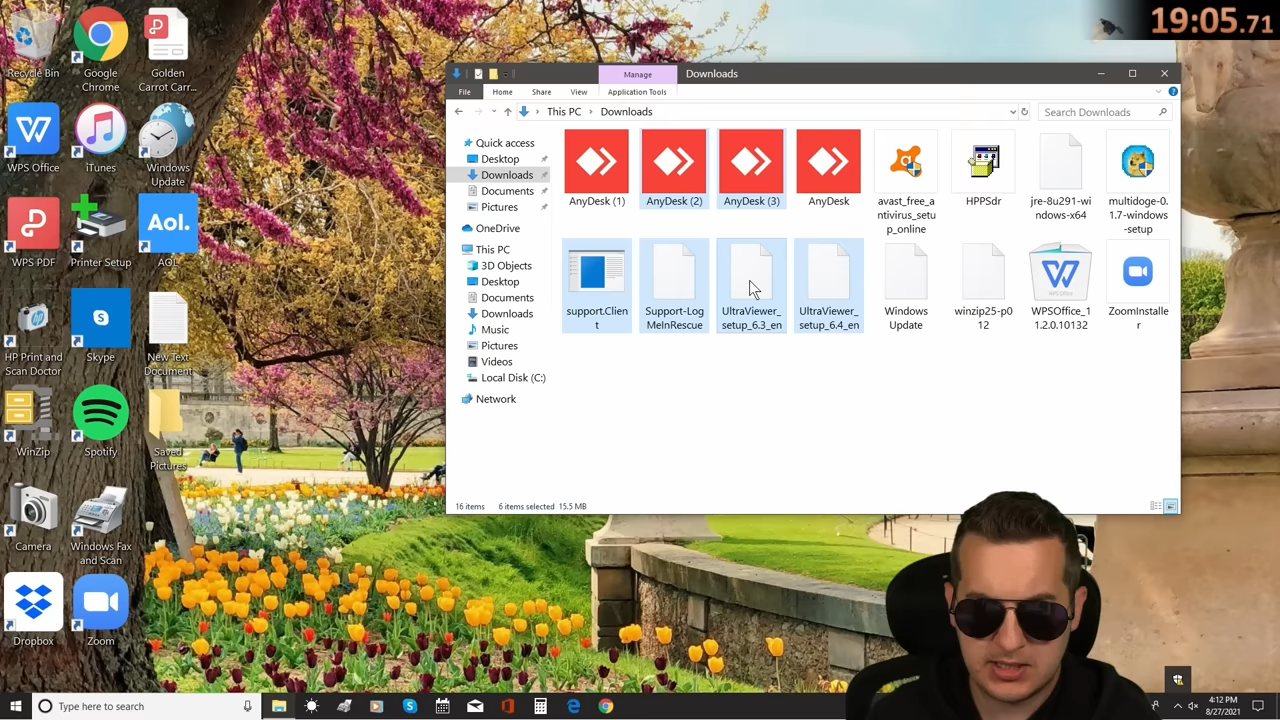 19:05.71
Recycle Bin
Google
Chrome
Golden
Carrot Carr...
WPS Office
iTunes
Windows
Update
WPS PDF
Printer Setup
Aol.
AOL
HP Print and
Scan Doctor
Skype
New Text
Document
WinZip
Spotify
Saved
Pictures
Camera
Windows Fax
and Scan
Dropbox
Zoom
Manage
Downloads
File
Home
Share
View
Application Tools
This PC
Downloads
Search Downloads
Quick access
Desktop
Downloads
Documents
Pictures
OneDrive
This PC
3D Objects
Desktop
Documents
Downloads
Music
Pictures
Videos
Local Disk (C:)
Network
AnyDesk (1)
AnyDesk (2)
AnyDesk (3)
AnyDesk
avast_free_a
ntivirus_setu
p_online
HPPSdr
jre-8u291-wi
ndows-x64
multidoge-0.
1.7-windows
-setup
support.Clien
t
Support-Log
MeInRescue
UltraViewer_
setup_6.3_en
UltraViewer_
setup_6.4_en
Windows
Update
winzip25-p0
12
WPS Office
WPSOffice_1
1.2.0.10132
ZoomInstalle
r
16 items
6 items selected 15.5 MB
Type here to search
4:12 PM
8/27/2021